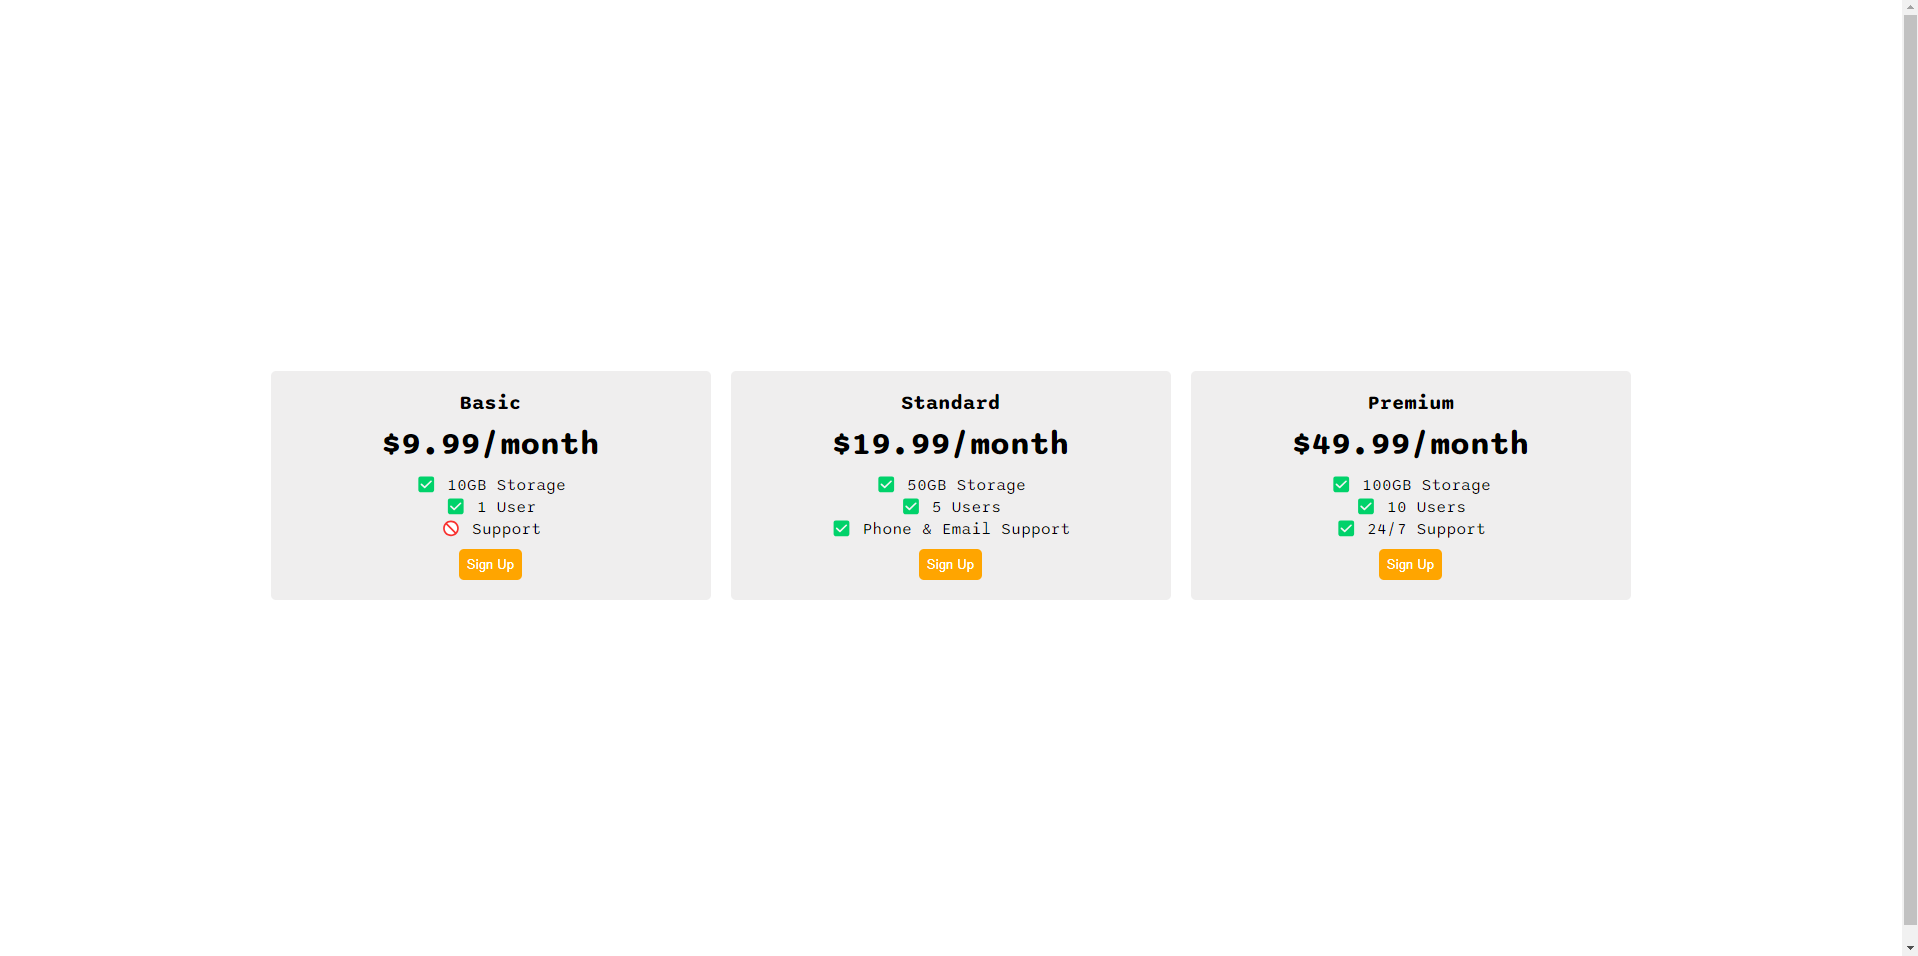 Basic
$9.99/month
✅ 10GB Storage
✅ 1 User
🚫 Support
Sign Up
Standard
$19.99/month
✅ 50GB Storage
✅ 5 Users
✅ Phone & Email Support
Sign Up
Premium
$49.99/month
✅ 100GB Storage
✅ 10 Users
✅ 24/7 Support
Sign Up